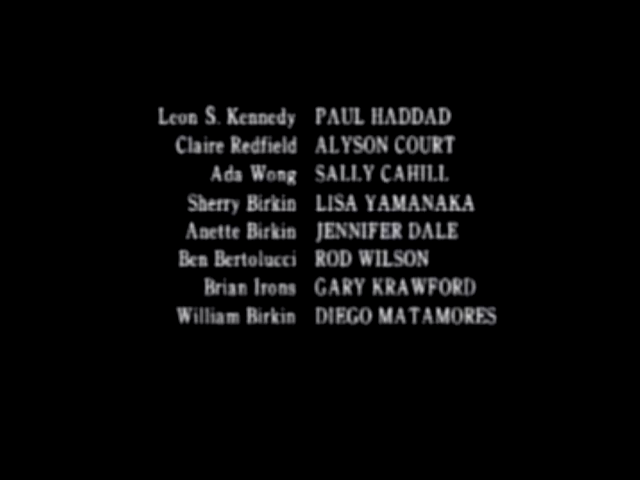 Leon S. Kennedy PAUL HADDAD
Claire Redfield ALYSON COURT
Ada Wong SALLY CAHILL
Sherry Birkin LISA YAMANAKA
Anette Birkin JENNIFER DALE
Ben Bertolucci ROD WILSON
Brian Irons GARY KRAWFORD
William Birkin DIEGO MATAMORES